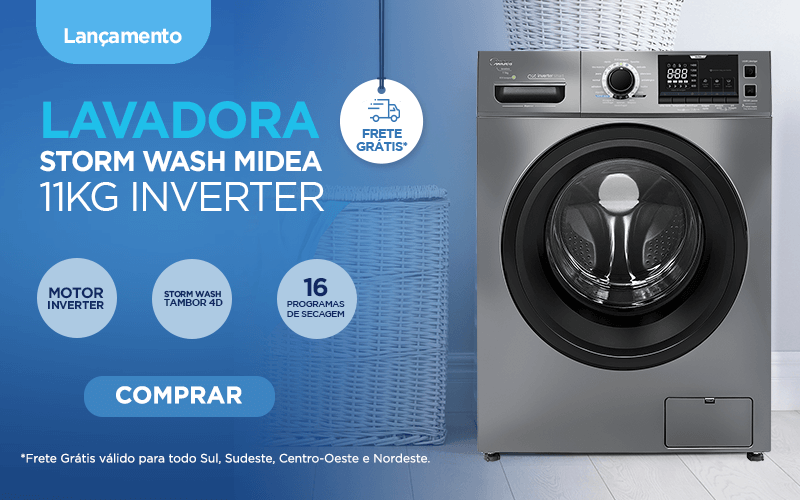 Lançamento
LAVADORA
STORM WASH MIDEA
11KG INVERTER
FRETE
GRÁTIS*
MOTOR
INVERTER
STORM WASH
TAMBOR 4D
16
PROGRAMAS
DE SECAGEM
COMPRAR
*Frete Grátis válido para todo Sul, Sudeste, Centro-Oeste e Nordeste.